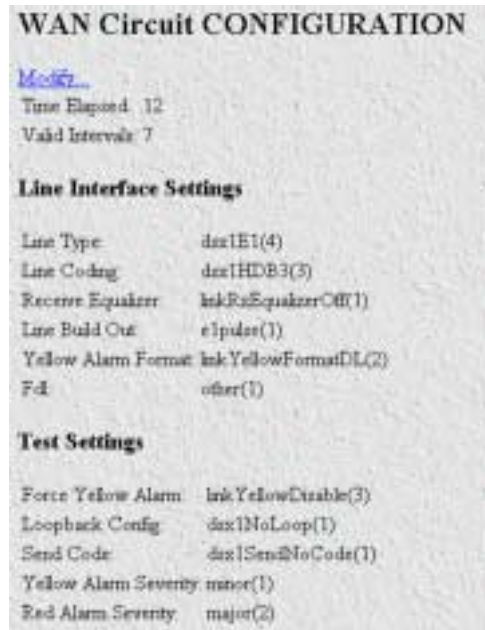 WAN Circuit CONFIGURATION
Modify...
Time Elapsed: 12
Valid Intervals: 7
Line Interface Settings
Line Type: dsx1E1(4)
Line Coding: dsx1HDB3(3)
Receive Equalizer: linkRxEqualizerOff(1)
Line Build Out: e1pulse(1)
Yellow Alarm Format: linkYellowFormatDL(2)
Fdl: other(1)
Test Settings
Force Yellow Alarm: linkYellowDisable(3)
Loopback Config: dsx1NoLoop(1)
Send Code: dsx1SendNoCode(1)
Yellow Alarm Severity: minor(1)
Red Alarm Severity: major(2)